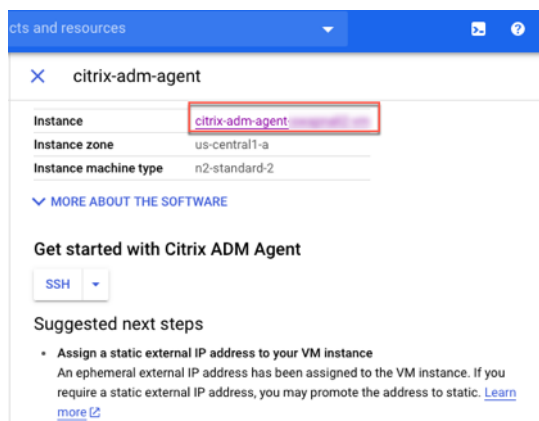 cts and resources
citrix-adm-agent
Instance citrix-adm-agent-
Instance zone us-central1-a
Instance machine type n2-standard-2
MORE ABOUT THE SOFTWARE
Get started with Citrix ADM Agent
SSH
Suggested next steps
• Assign a static external IP address to your VM instance
An ephemeral external IP address has been assigned to the VM instance. If you
require a static external IP address, you may promote the address to static. Learn
more